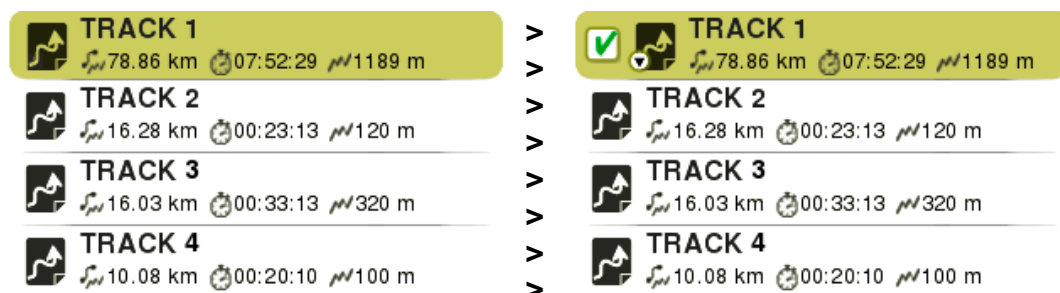 TRACK 1
78.86 km 07:52:29 1189 m
TRACK 2
16.28 km 00:23:13 120 m
TRACK 3
16.03 km 00:33:13 320 m
TRACK 4
10.08 km 00:20:10 100 m
>
>
>
>
>
>
>
>
TRACK 1
78.86 km 07:52:29 1189 m
TRACK 2
16.28 km 00:23:13 120 m
TRACK 3
16.03 km 00:33:13 320 m
TRACK 4
10.08 km 00:20:10 100 m